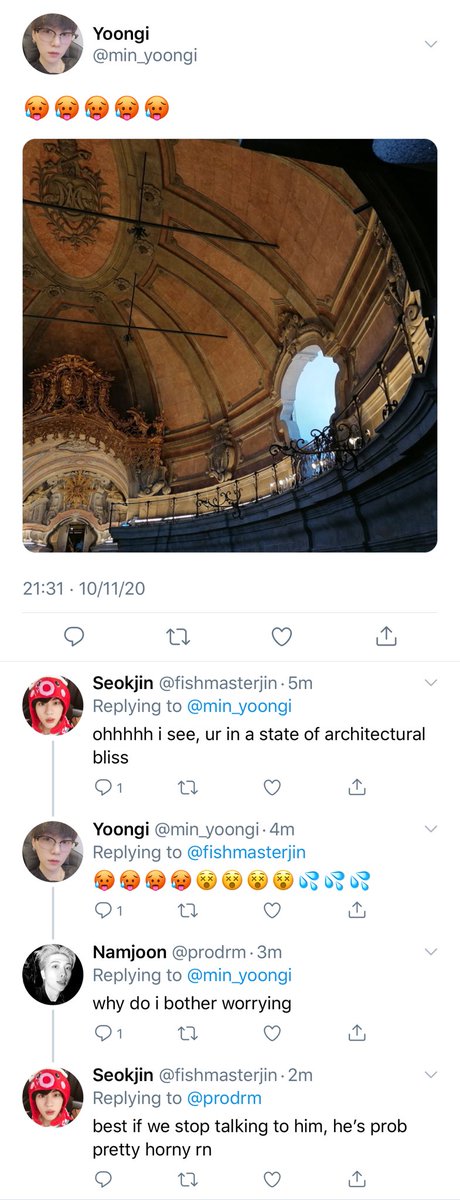 Yoongi
@min_yoongi
🥵🥵🥵🥵🥵
21:31 · 10/11/20
Seokjin @fishmasterjin · 5m
Replying to @min_yoongi
ohhhhh i see, ur in a state of architectural
bliss
1
Yoongi @min_yoongi · 4m
Replying to @fishmasterjin
🥵🥵🥵🥵😵😵😵😵💦💦💦
1
Namjoon @prodrm · 3m
Replying to @min_yoongi
why do i bother worrying
1
Seokjin @fishmasterjin · 2m
Replying to @prodrm
best if we stop talking to him, he's prob
pretty horny rn